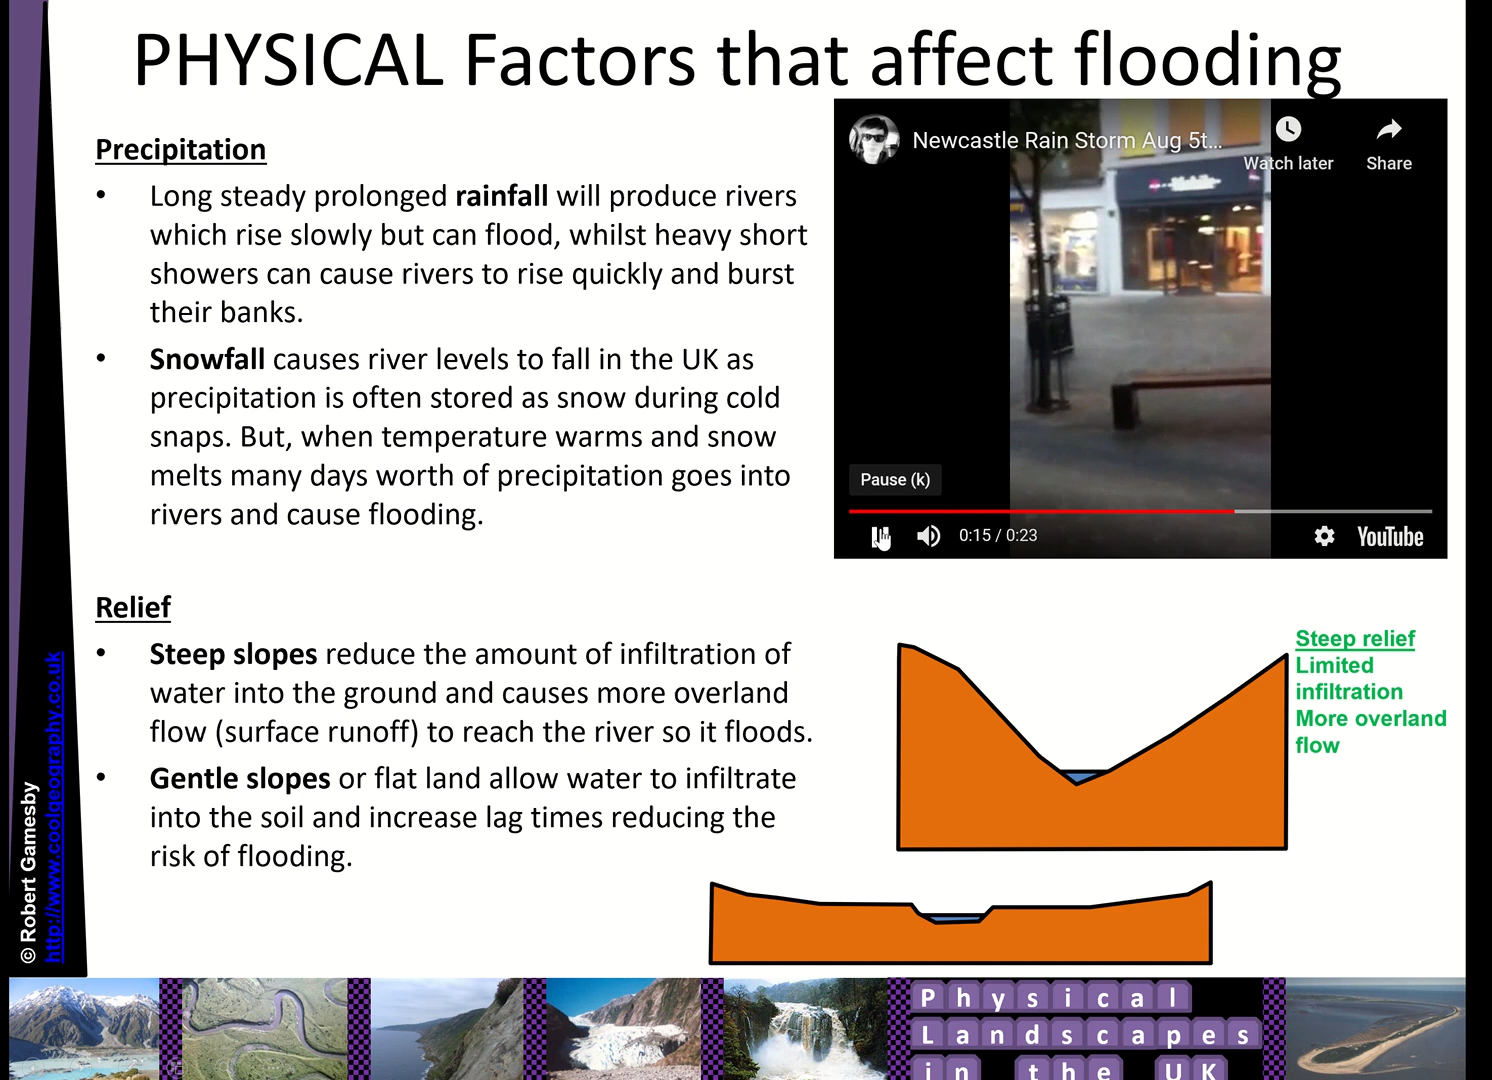 PHYSICAL Factors that affect flooding
Precipitation
• Long steady prolonged rainfall will produce rivers
which rise slowly but can flood, whilst heavy short
showers can cause rivers to rise quickly and burst
their banks.
• Snowfall causes river levels to fall in the UK as
precipitation is often stored as snow during cold
snaps. But, when temperature warms and snow
melts many days worth of precipitation goes into
rivers and cause flooding.
Newcastle Rain Storm Aug 5t...
Watch later
Share
Pause (k)
0:15 / 0:23
YouTube
Relief
• Steep slopes reduce the amount of infiltration of
water into the ground and causes more overland
flow (surface runoff) to reach the river so it floods.
• Gentle slopes or flat land allow water to infiltrate
into the soil and increase lag times reducing the
risk of flooding.
Steep relief
Limited
infiltration
More overland
flow
© Robert Gamesby
http://www.coolgeography.co.uk
Physical
Landscapes
in the UK